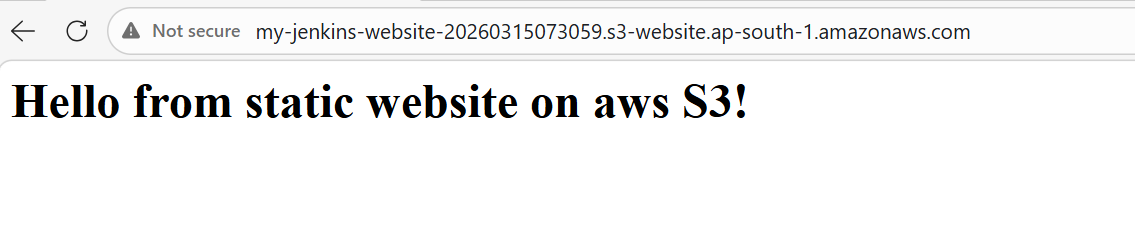 Not secure my-jenkins-website-20260315073059.s3-website.ap-south-1.amazonaws.com
Hello from static website on aws S3!